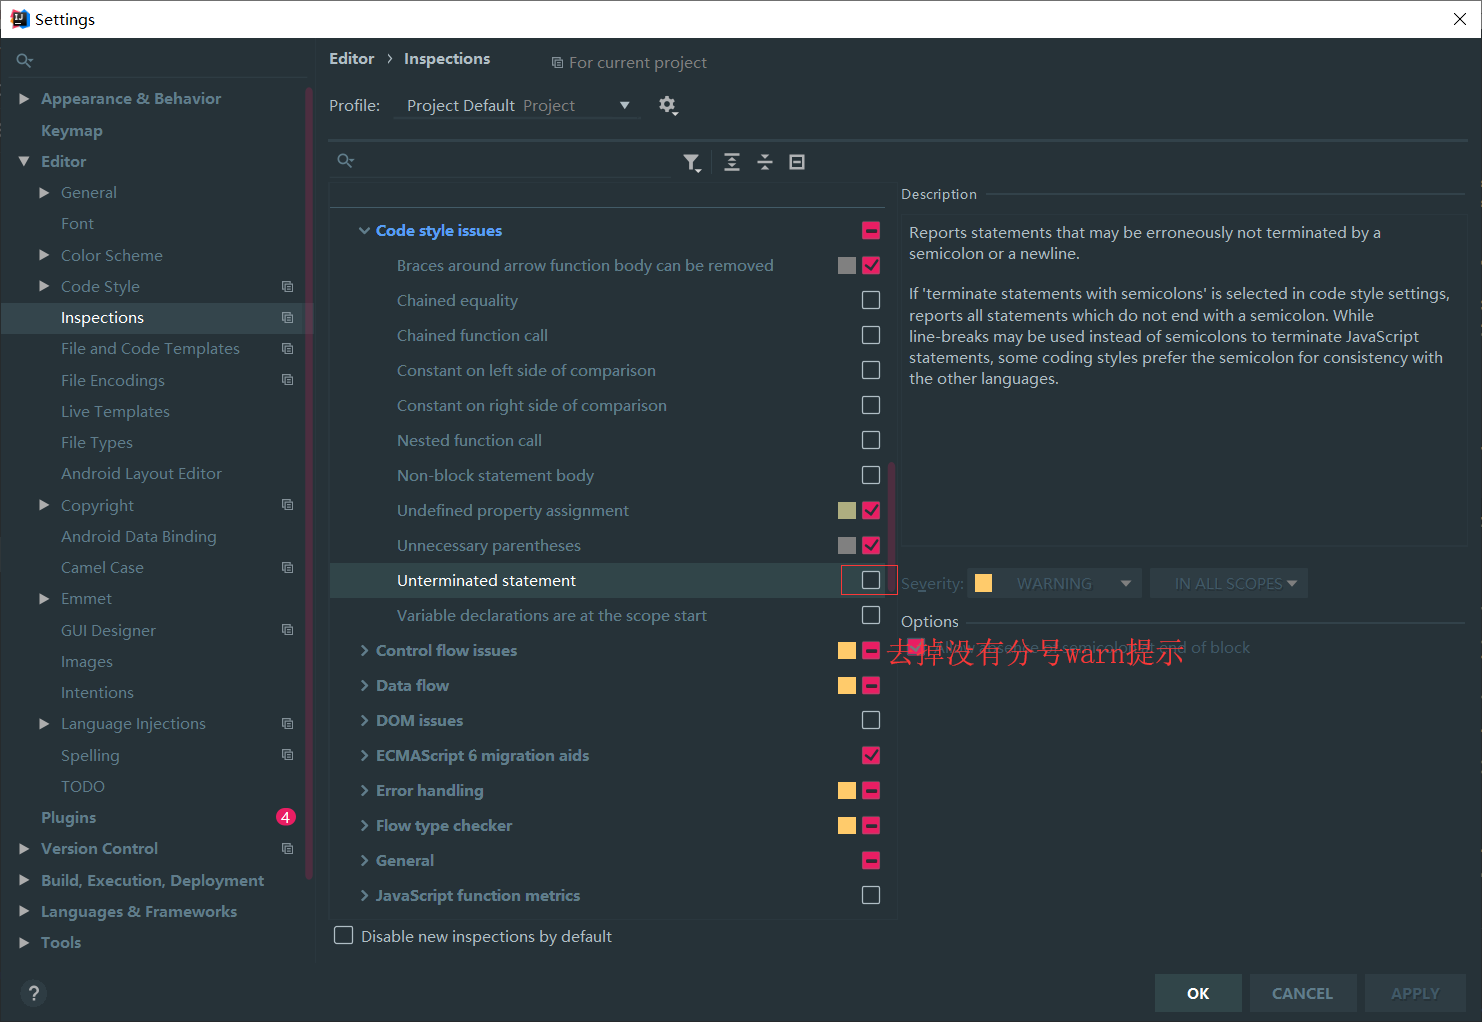 Settings
Appearance & Behavior
Keymap
Editor
General
Font
Color Scheme
Code Style
Inspections
File and Code Templates
File Encodings
Live Templates
File Types
Android Layout Editor
Copyright
Android Data Binding
Camel Case
Emmet
GUI Designer
Images
Intentions
Language Injections
Spelling
TODO
Plugins 4
Version Control
Build, Execution, Deployment
Languages & Frameworks
Tools
?
Editor › Inspections For current project
Profile: Project Default Project
Code style issues
Braces around arrow function body can be removed
Chained equality
Chained function call
Constant on left side of comparison
Constant on right side of comparison
Nested function call
Non-block statement body
Undefined property assignment
Unnecessary parentheses
Unterminated statement
Variable declarations are at the scope start
Control flow issues
Data flow
DOM issues
ECMAScript 6 migration aids
Error handling
Flow type checker
General
JavaScript function metrics
Disable new inspections by default
Description
Reports statements that may be erroneously not terminated by a
semicolon or a newline.
If 'terminate statements with semicolons' is selected in code style settings,
reports all statements which do not end with a semicolon. While
line-breaks may be used instead of semicolons to terminate JavaScript
statements, some coding styles prefer the semicolon for consistency with
the other languages.
Severity: WARNING IN ALL SCOPES
Options
去掉没有分号warn提示
end of block
OK CANCEL APPLY